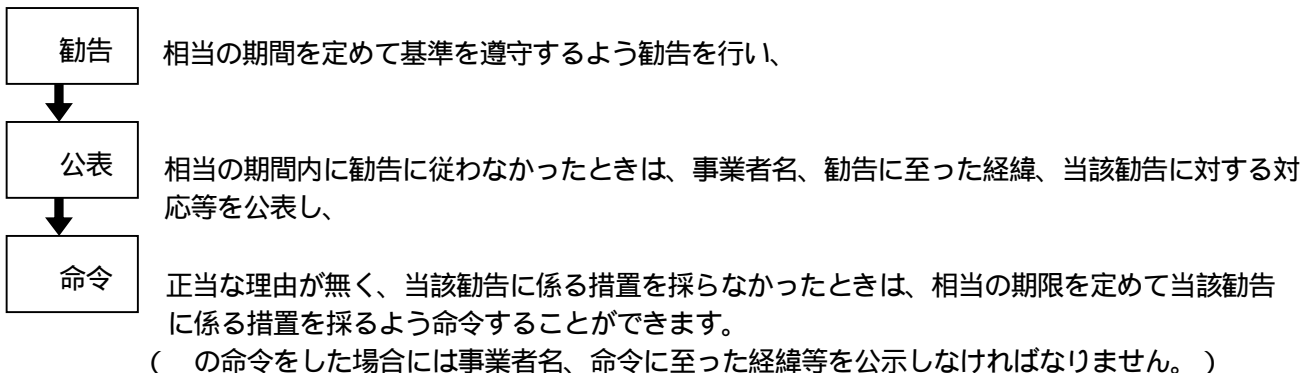 勧告
相当の期間を定めて基準を遵守するよう勧告を行い、
公表
相当の期間内に勧告に従わなかったときは、事業者名、勧告に至った経緯、当該勧告に対する対
応等を公表し、
命令
正当な理由が無く、当該勧告に係る措置を採らなかったときは、相当の期限を定めて当該勧告
に係る措置を採るよう命令することができます。
(　の命令をした場合には事業者名、命令に至った経緯等を公示しなければなりません。)